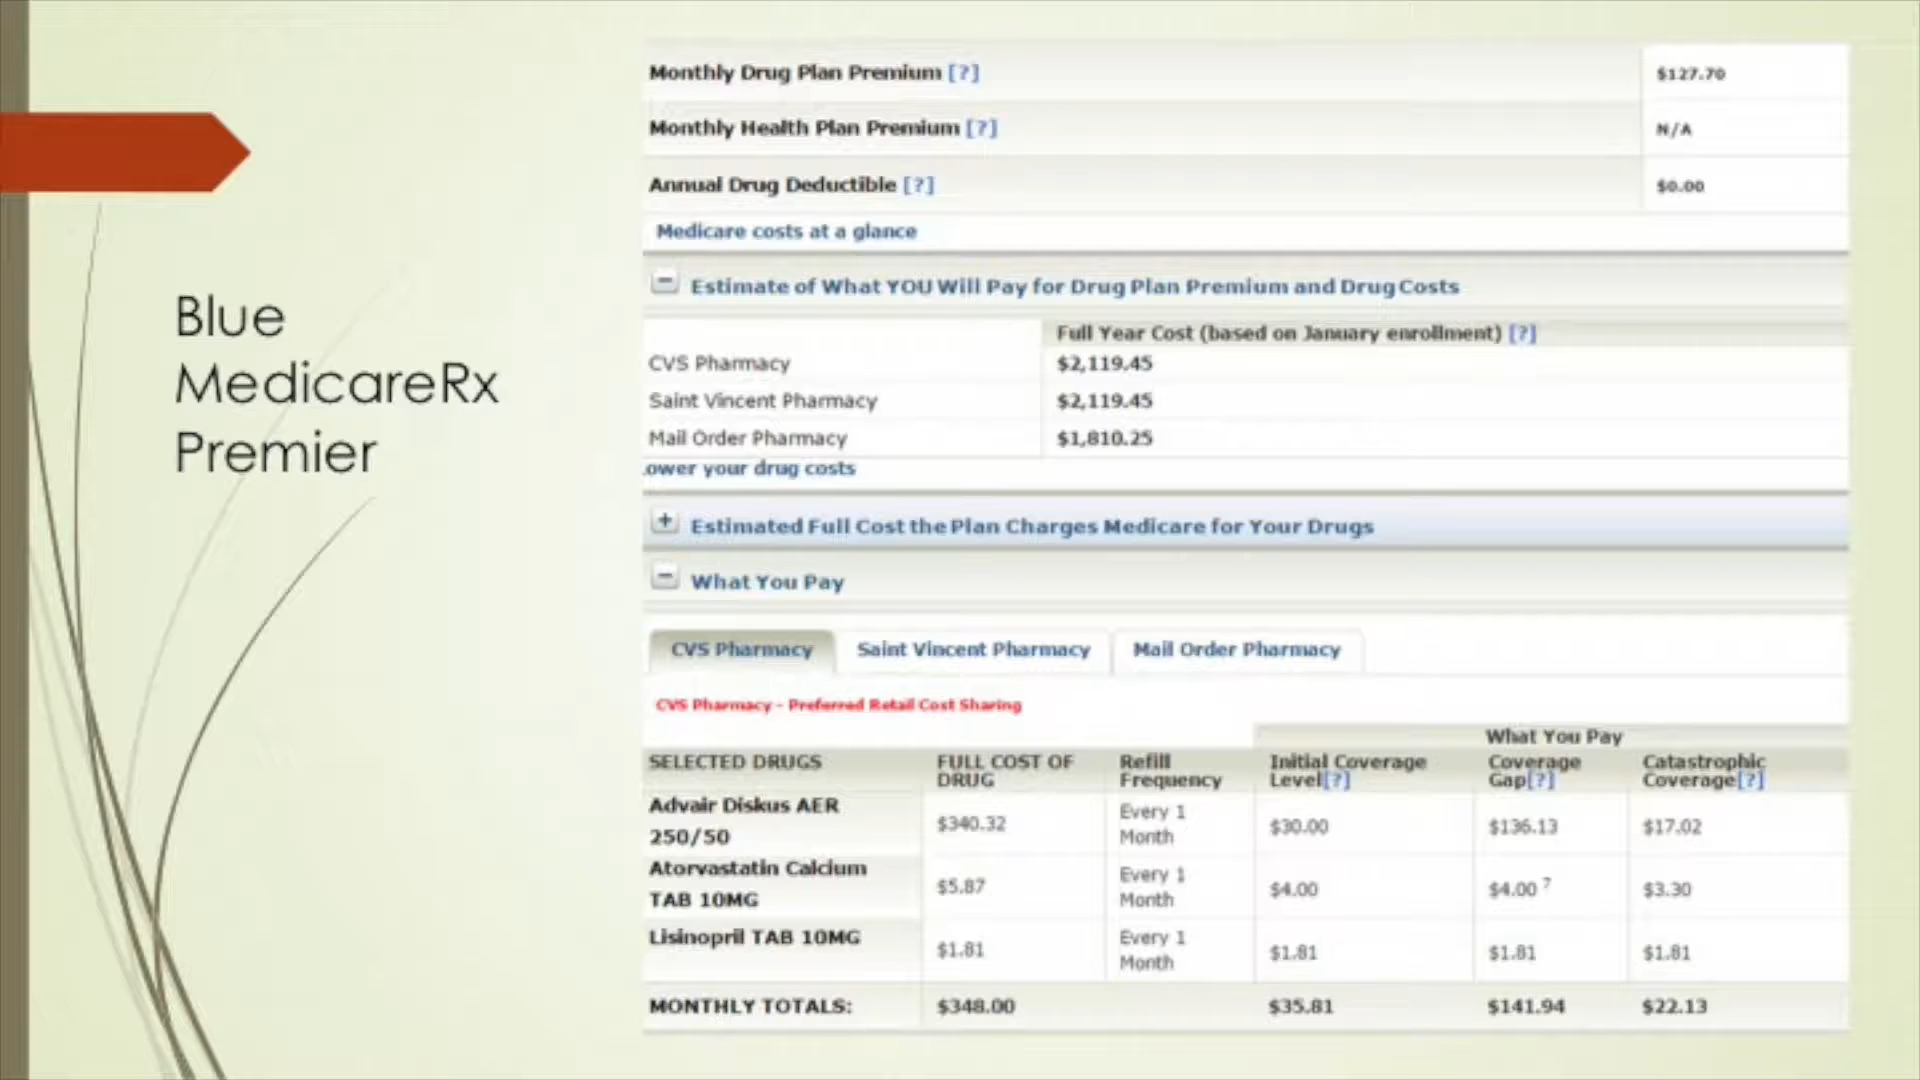 Blue
MedicareRx
Premier
Monthly Drug Plan Premium [?] $127.70
Monthly Health Plan Premium [?] N/A
Annual Drug Deductible [?] $0.00
Medicare costs at a glance
Estimate of What YOU Will Pay for Drug Plan Premium and Drug Costs
Full Year Cost (based on January enrollment) [?]
CVS Pharmacy $2,119.45
Saint Vincent Pharmacy $2,119.45
Mail Order Pharmacy $1,810.25
ower your drug costs
Estimated Full Cost the Plan Charges Medicare for Your Drugs
What You Pay
CVS Pharmacy Saint Vincent Pharmacy Mail Order Pharmacy
CVS Pharmacy - Preferred Retail Cost Sharing
What You Pay
SELECTED DRUGS FULL COST OF Refill Initial Coverage Coverage Catastrophic
DRUG Frequency Level[?] Gap[?] Coverage[?]
Advair Diskus AER Every 1
$340.32 $30.00 $136.13 $17.02
250/50 Month
Atorvastatin Calcium Every 1
$5.87 $4.00 $4.00 7 $3.30
TAB 10MG Month
Lisinopril TAB 10MG Every 1
$1.81 $1.81 $1.81 $1.81
Month
MONTHLY TOTALS: $348.00 $35.81 $141.94 $22.13